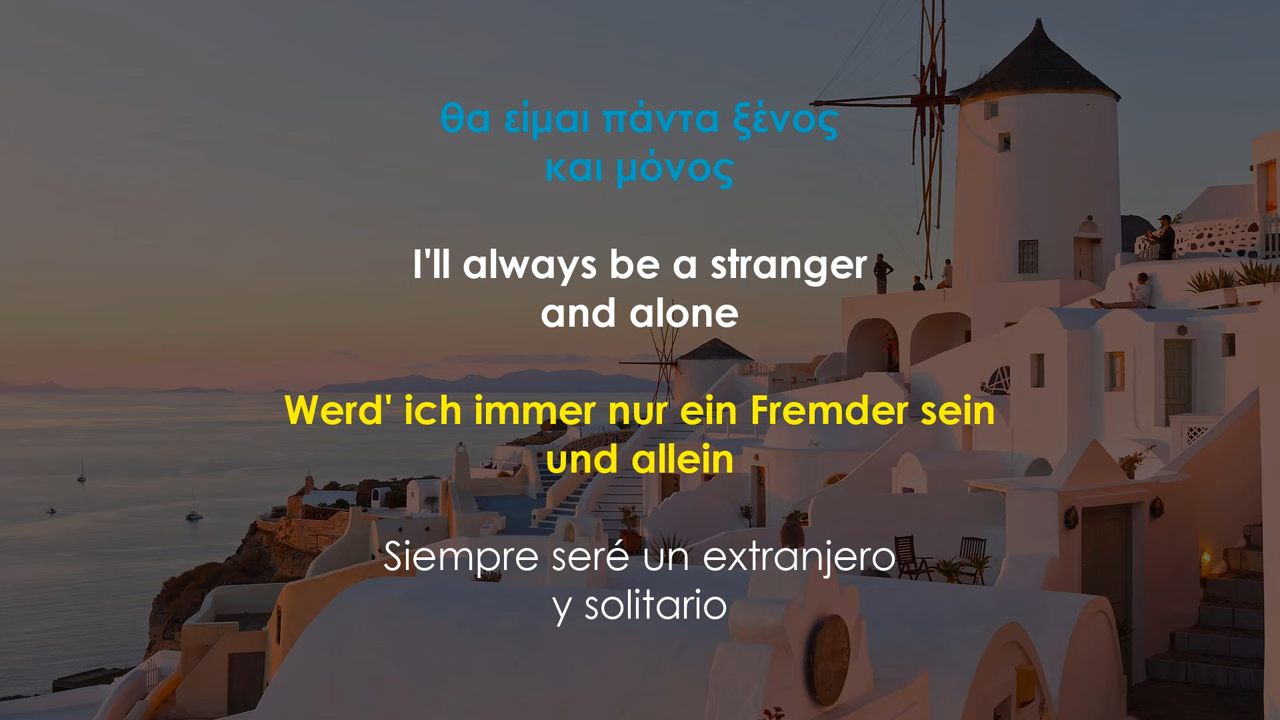 θα είμαι πάντα ξένος
και μόνος
I'll always be a stranger
and alone
Werd' ich immer nur ein Fremder sein
und allein
Siempre seré un extranjero
y solitario